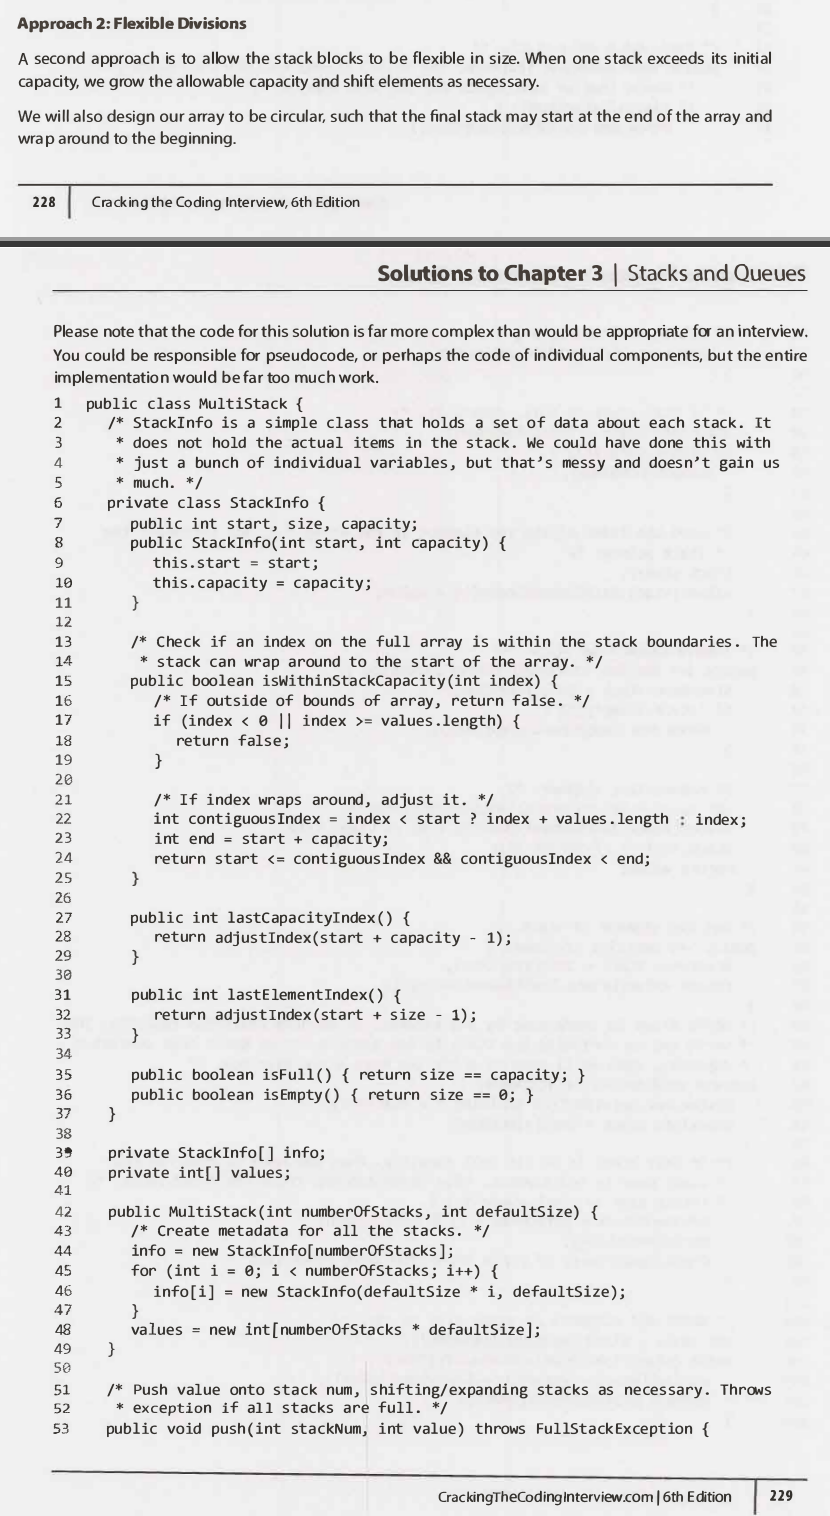 Approach 2: Flexible Divisions
A second approach is to allow the stack blocks to be flexible in size. When one stack exceeds its initial
capacity, we grow the allowable capacity and shift elements as necessary.
We will also design our array to be circular, such that the final stack may start at the end of the array and
wrap around to the beginning.
228 Cracking the Coding Interview, 6th Edition
Solutions to Chapter 3 | Stacks and Queues
Please note that the code for this solution is far more complex than would be appropriate for an interview.
You could be responsible for pseudocode, or perhaps the code of individual components, but the entire
implementation would be far too much work.
1 public class MultiStack {
2 /* StackInfo is a simple class that holds a set of data about each stack. It
3 * does not hold the actual items in the stack. We could have done this with
4 * just a bunch of individual variables, but that's messy and doesn't gain us
5 * much. */
6 private class StackInfo {
7 public int start, size, capacity;
8 public StackInfo(int start, int capacity) {
9 this.start = start;
10 this.capacity = capacity;
11 }
12
13 /* Check if an index on the full array is within the stack boundaries. The
14 * stack can wrap around to the start of the array. */
15 public boolean isWithinStackCapacity(int index) {
16 /* If outside of bounds of array, return false. */
17 if (index < 0 || index >= values.length) {
18 return false;
19 }
20
21 /* If index wraps around, adjust it. */
22 int contiguousIndex = index < start ? index + values.length : index;
23 int end = start + capacity;
24 return start <= contiguousIndex && contiguousIndex < end;
25 }
26
27 public int lastCapacityIndex() {
28 return adjustIndex(start + capacity - 1);
29 }
30
31 public int lastElementIndex() {
32 return adjustIndex(start + size - 1);
33 }
34
35 public boolean isFull() { return size == capacity; }
36 public boolean isEmpty() { return size == 0; }
37 }
38
39 private StackInfo[] info;
40 private int[] values;
41
42 public MultiStack(int numberOfStacks, int defaultSize) {
43 /* Create metadata for all the stacks. */
44 info = new StackInfo[numberOfStacks];
45 for (int i = 0; i < numberOfStacks; i++) {
46 info[i] = new StackInfo(defaultSize * i, defaultSize);
47 }
48 values = new int[numberOfStacks * defaultSize];
49 }
50
51 /* Push value onto stack num, shifting/expanding stacks as necessary. Throws
52 * exception if all stacks are full. */
53 public void push(int stackNum, int value) throws FullStackException {
CrackingTheCodingInterview.com | 6th Edition 229